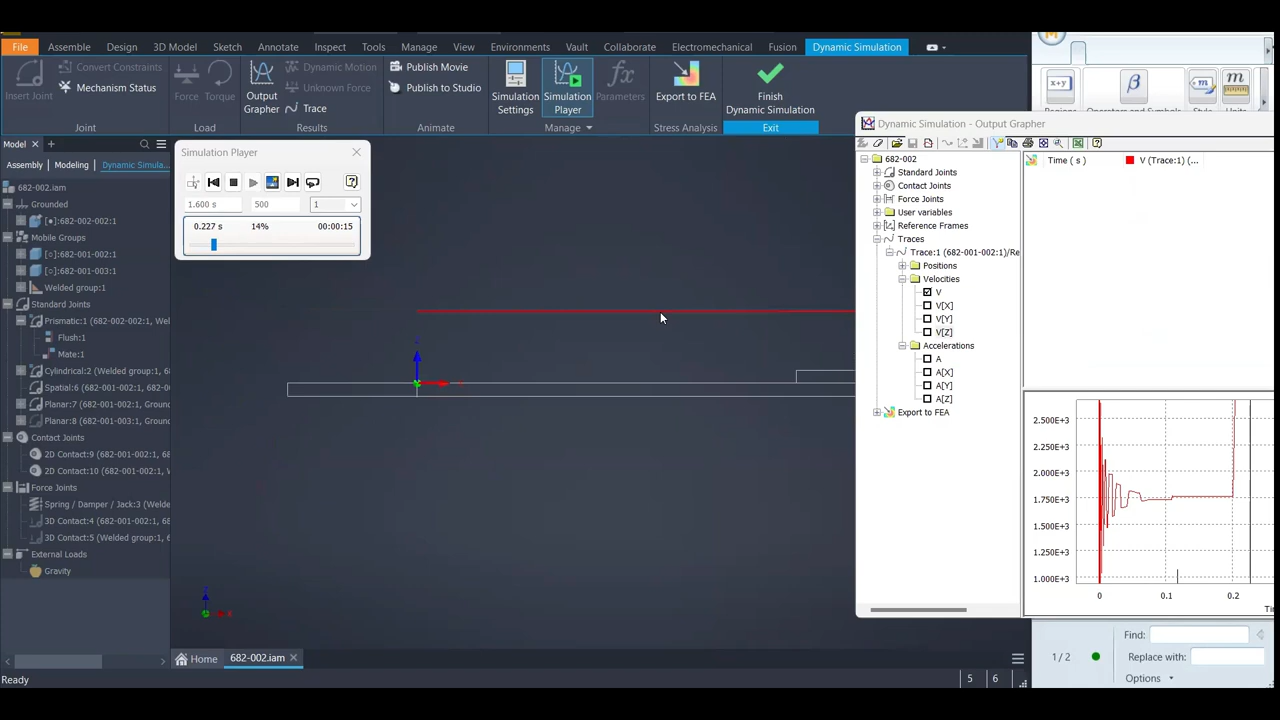 File Assembly Design 3D Model Sketch Annotate Inspect Tools Manage View Environments Vault Collaborate Electromechanical Fusion Dynamic Simulation
Insert Joint
Convert Constraints
Mechanism Status
Joint
Force
Torque
Load
Output Grapher
Dynamic Motion
Unknown Force
Trace
Results
Publish Movie
Publish to Studio
Animate
Simulation Settings
Simulation Player
fx
Parameters
Manage
Export to FEA
Stress Analysis
Finish Dynamic Simulation
Exit
x+y
β
m
Operators and Symbols
Model
Assembly Modeling Dynamic Simula...
682-002.iam
Grounded
[●]:682-002-002:1
Mobile Groups
[○]:682-001-002:1
[○]:682-001-003:1
Welded group:1
Standard Joints
Prismatic:1 (682-002-002:1, Wel
Flush:1
Mate:1
Cylindrical:2 (Welded group:1, 6
Spatial:6 (682-002-002:1, Welded
Planar:7 (682-001-002:1, Ground
Planar:8 (682-001-003:1, Ground
Contact Joints
2D Contact:9 (682-001-002:1, W
2D Contact:10 (682-001-002:1, W
Force Joints
Spring / Damper / Jack:3 (Welde
3D Contact:4 (682-001-002:1, 68
3D Contact:5 (Welded group:1, 6
External Loads
Gravity
Simulation Player
1.600 s 500 1
0.227 s 14% 00:00:15
Dynamic Simulation - Output Grapher
682-002
Standard Joints
Contact Joints
Force Joints
User variables
Reference Frames
Traces
Trace:1 (682-001-002:1)/Re
Positions
Velocities
V
V[X]
V[Y]
V[Z]
Accelerations
A
A[X]
A[Y]
A[Z]
Export to FEA
Time ( s ) V (Trace:1) (...
2.500E+3
2.250E+3
2.000E+3
1.750E+3
1.500E+3
1.250E+3
1.000E+3
0 0.1 0.2
Home 682-002.iam
Ready
5 6
1 / 2
Find:
Replace with:
Options